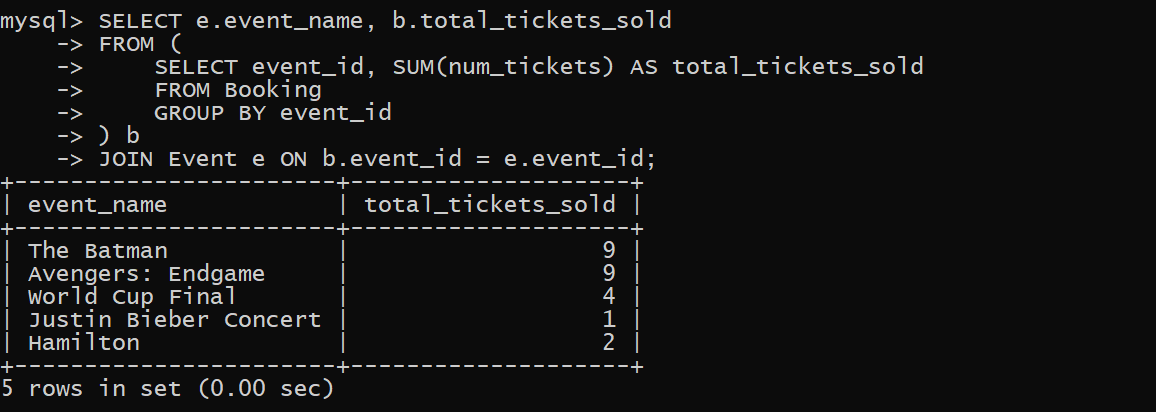 mysql> SELECT e.event_name, b.total_tickets_sold
    -> FROM (
    ->     SELECT event_id, SUM(num_tickets) AS total_tickets_sold
    ->     FROM Booking
    ->     GROUP BY event_id
    -> ) b
    -> JOIN Event e ON b.event_id = e.event_id;
+-----------------------+--------------------+
| event_name            | total_tickets_sold |
+-----------------------+--------------------+
| The Batman            |                  9 |
| Avengers: Endgame     |                  9 |
| World Cup Final       |                  4 |
| Justin Bieber Concert |                  1 |
| Hamilton              |                  2 |
+-----------------------+--------------------+
5 rows in set (0.00 sec)